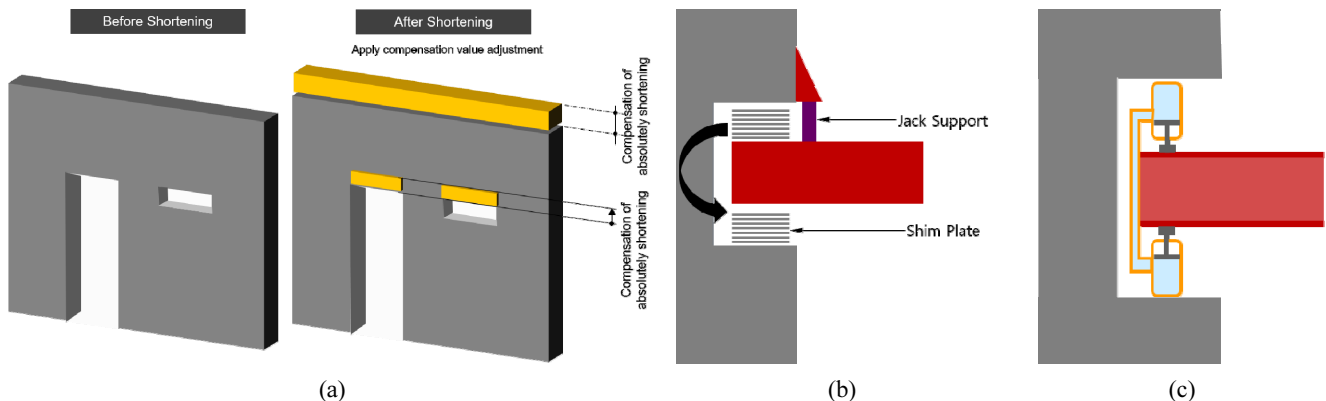 Before Shortening
After Shortening
Apply compensation value adjustment
Compensation of
absolutely shortening
Compensation of
absolutely shortening
Jack Support
Shim Plate
(a)
(b)
(c)